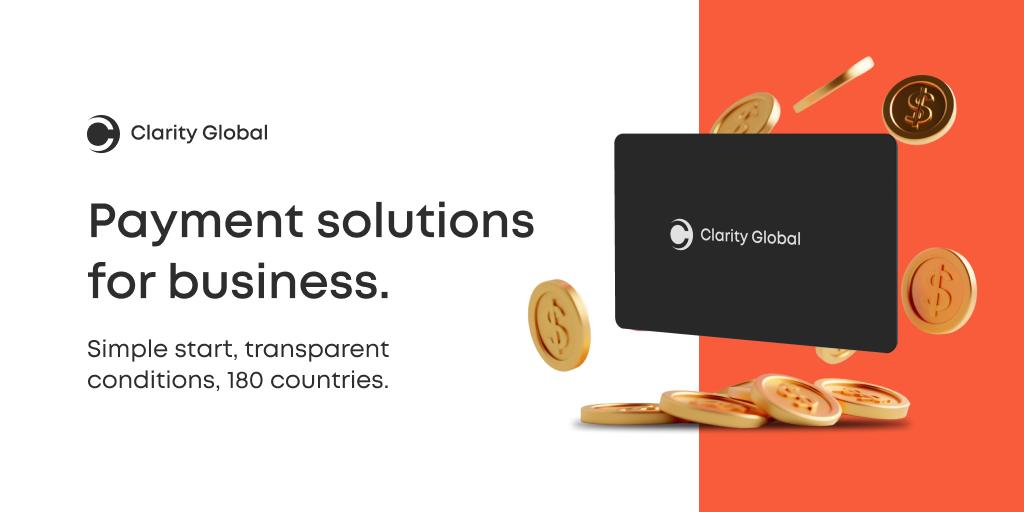 Clarity Global
Payment solutions
for business.
Simple start, transparent
conditions, 180 countries.
Clarity Global
$
$
$
$
$